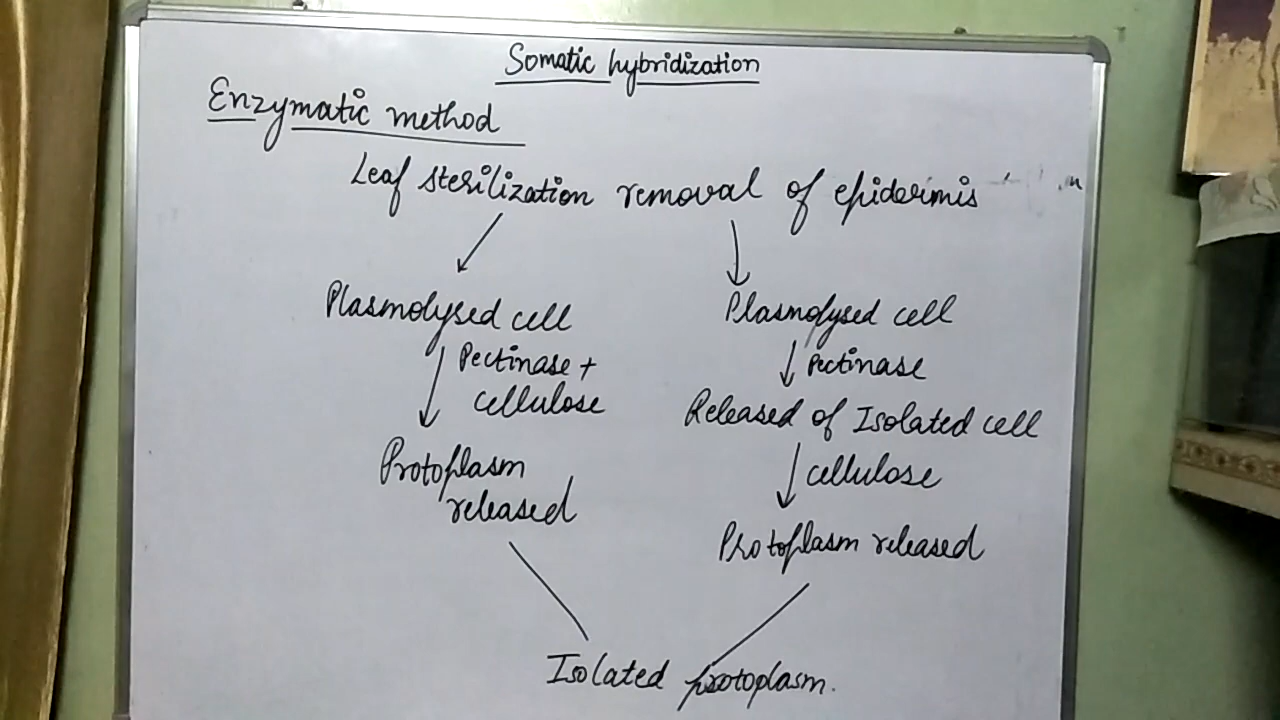 Somatic hybridization
Enzymatic method
Leaf sterilization removal of epidermis
Plasmolysed cell
Pectinase +
cellulose
Protoplasm
released
Plasmolysed cell
Pectinase
Released of Isolated cell
cellulose
Protoplasm released
Isolated protoplasm.